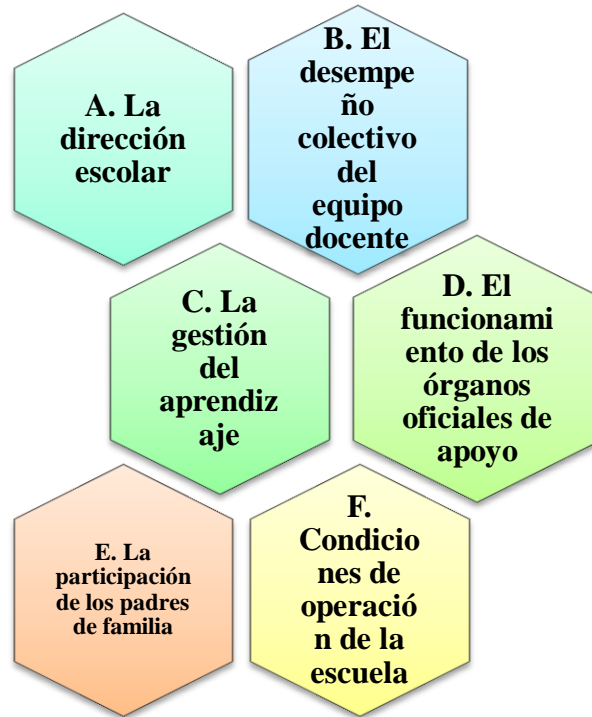 A. La
dirección
escolar
B. El
desempe
ño
colectivo
del
equipo
docente
C. La
gestión
del
aprendiz
aje
D. El
funcionami
ento de los
órganos
oficiales de
apoyo
E. La
participación
de los padres
de familia
F.
Condicio
nes de
operació
n de la
escuela